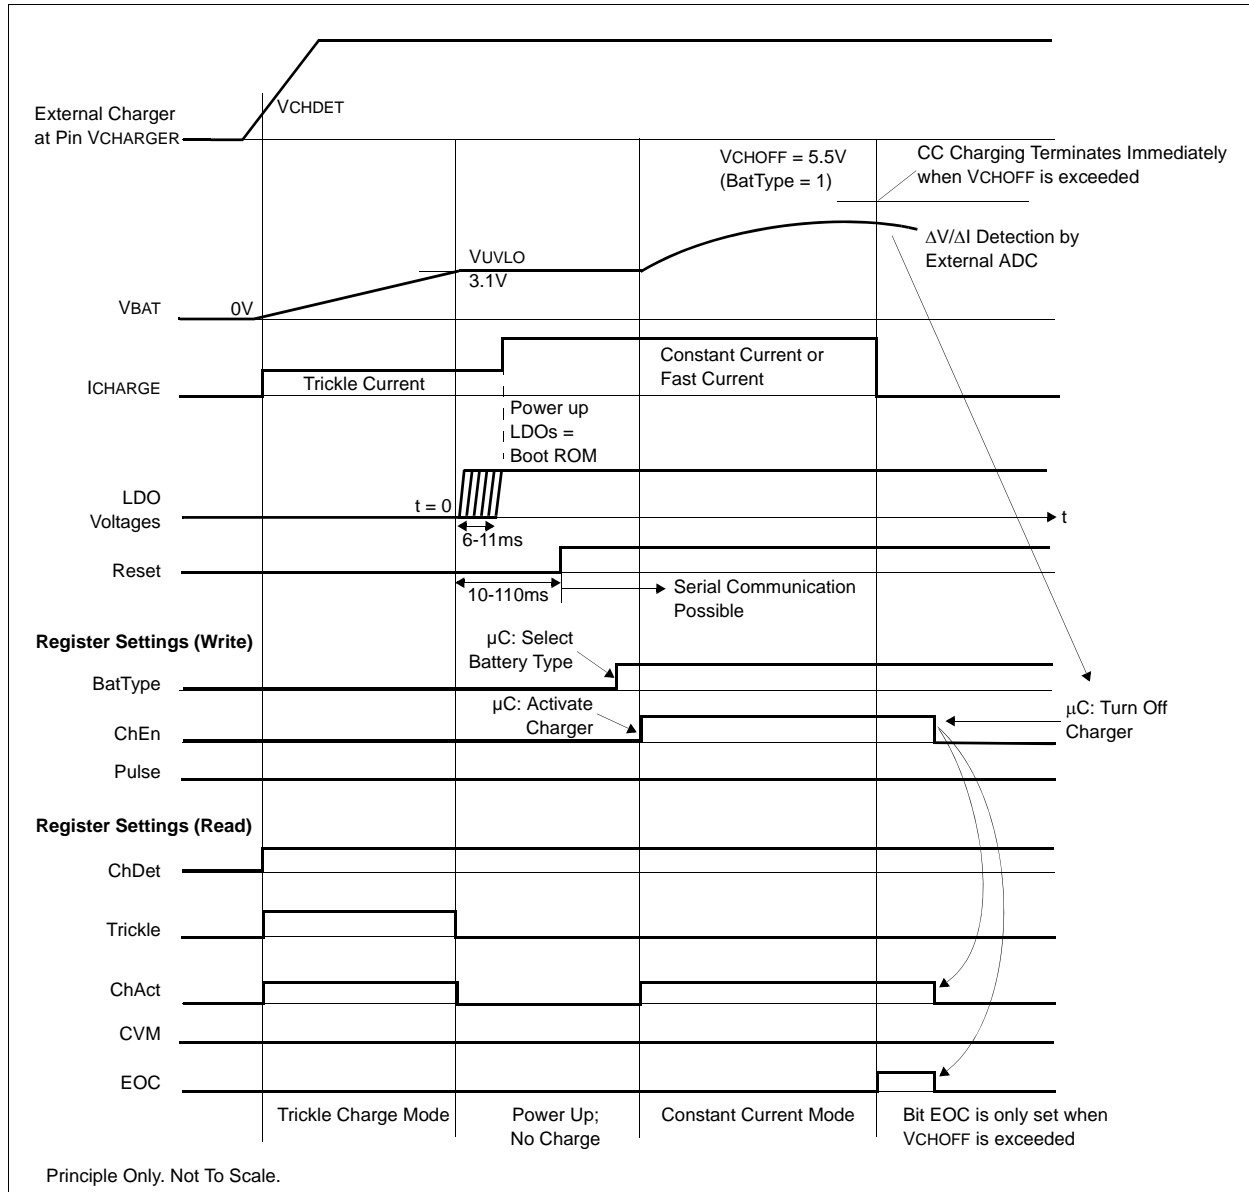 External Charger
at Pin VCHARGER
VCHDET
VCHOFF = 5.5V
(BatType = 1)
CC Charging Terminates Immediately
when VCHOFF is exceeded
ΔV/ΔI Detection by
External ADC
VUVLO
3.1V
VBAT
0V
ICHARGE
Trickle Current
Constant Current or
Fast Current
Power up
LDOs =
Boot ROM
LDO
Voltages
t = 0
t
6-11ms
Reset
10-110ms
Serial Communication
Possible
Register Settings (Write)
µC: Select
Battery Type
BatType
µC: Activate
Charger
ChEn
μC: Turn Off
Charger
Pulse
Register Settings (Read)
ChDet
Trickle
ChAct
CVM
EOC
Trickle Charge Mode
Power Up;
No Charge
Constant Current Mode
Bit EOC is only set when
VCHOFF is exceeded
Principle Only. Not To Scale.